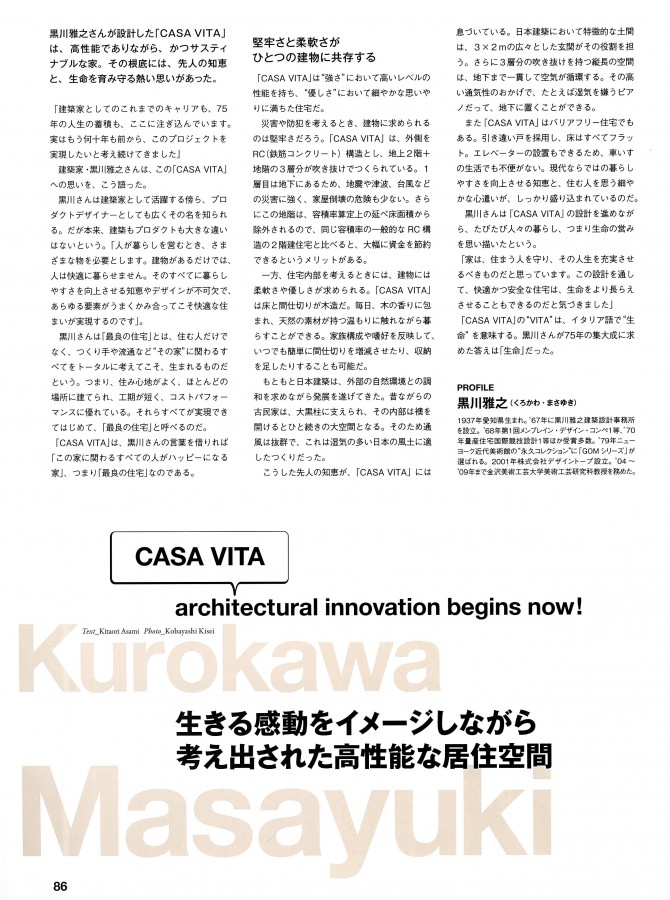 黒川雅之さんが設計した「CASA VITA」
は、高性能でありながら、かつサスティ
ナブルな家。その根底には、先人の知恵
と、生命を育み守る熱い思いがあった。
「建築家としてのこれまでのキャリアも、75
年の人生の蓄積も、ここに注ぎ込んでいます。
実はもう何十年も前から、このプロジェクトを
実現したいと考え続けてきました」
建築家・黒川雅之さんは、この「CASA VITA」
への思いを、こう語った。
黒川さんは建築家として活躍する傍ら、プロ
ダクトデザイナーとしても広くその名を知られ
る。だが本来、建築もプロダクトも大きな違い
はないという。「人が暮らしを営むとき、さま
ざまな物を必要とします。建物があるだけでは、
人は快適に暮らせません。そのすべてに暮らし
やすさを向上させる知恵やデザインが不可欠で、
あらゆる要素がうまくかみ合ってこそ快適な住
まいが実現するのです」。
黒川さんは「最良の住宅」とは、住む人だけで
なく、つくり手や流通など“その家”に関わるす
べてをトータルに考えてこそ、生まれるものだ
という。つまり、住み心地がよく、ほとんどの
場所に建てられ、工期が短く、コストパフォー
マンスに優れている。それらすべてが実現でき
てはじめて、「最良の住宅」と呼べるのだ。
「CASA VITA」は、黒川さんの言葉を借りれば
「この家に関わるすべての人がハッピーになる
家」、つまり「最良の住宅」なのである。
堅牢さと柔軟さが
ひとつの建物に共存する
「CASA VITA」は“強さ”において高いレベルの
性能を持ち、“優しさ”において細やかな思いや
りに満ちた住宅だ。
災害や防犯を考えるとき、建物に求められる
のは堅牢さだろう。「CASA VITA」は、外側を
RC（鉄筋コンクリート）構造とし、地上2階＋
地階の3層分が吹き抜けでつくられている。1
層目は地下にあるため、地震や津波、台風など
の災害に強く、家屋倒壊の危険も少ない。さら
にこの地階は、容積率算定上の延べ床面積から
除外されるので、同じ容積率の一般的なRC構
造の2階建住宅と比べると、大幅に資金を節約
できるというメリットがある。
一方、住宅内部を考えるときには、建物には
柔軟さや優しさが求められる。「CASA VITA」
は床と間仕切りが木造だ。毎日、木の香りに包
まれ、天然の素材が持つ温もりに触れながら暮
らすことができる。家族構成や嗜好を反映して、
いつでも簡単に間仕切りを増減させたり、収納
を足したりすることも可能だ。
もともと日本建築は、外部の自然環境との調
和を求めながら発展を遂げてきた。昔ながらの
古民家は、大黒柱に支えられ、その内部は襖を
開けるとひと続きの大空間となる。そのため通
風は抜群で、これは湿気の多い日本の風土に適
したつくりだった。
こうした先人の知恵が、「CASA VITA」には
息づいている。日本建築において特徴的な土間
は、3×2mの広々とした玄関がその役割を担
う。さらに3層分の吹き抜けを持つ縦長の空間
は、地下まで一貫して空気が循環する。その高
い通気性のおかげで、たとえば湿気を嫌うピア
ノだって、地下に置くことができる。
また「CASA VITA」はバリアフリー住宅でも
ある。引き違い戸を採用し、床はすべてフラッ
ト。エレベーターの設置もできるため、車いす
の生活でも不便がない。現代ならではの暮らし
やすさを向上させる知恵と、住む人を思う細や
かな心遣いが、しっかり盛り込まれているのだ。
黒川さんは「CASA VITA」の設計を進めなが
ら、たびたび人々の暮らし、つまり生命の営み
を思い描いたという。
「家は、住まう人を守り、その人生を充実させ
るべきものだと思っています。この設計を通し
て、快適かつ安全な住宅は、生命をより長らえ
させることもできるのだと気づきました」
「CASA VITA」の“VITA”は、イタリア語で“生
命”を意味する。黒川さんが75年の集大成に求
めた答えは「生命」だった。
PROFILE
黒川雅之（くろかわ・まさゆき）
1937年愛知県生まれ。'67年に黒川雅之建築設計事務所
を設立。'68年第1回メンブレイン・デザイン・コンペ1等、'70
年量産住宅国際競技設計1等ほか受賞多数。'79年ニュー
ヨーク近代美術館の“永久コレクション”に「GOMシリーズ」が
選ばれる。2001年株式会社デザイントープ設立。'04〜
'09年まで金沢美術工芸大学美術工芸研究科教授を務めた。
CASA VITA
architectural innovation begins now!
Text_Kitaori Asami Photo_Kobayashi Kisei
Kurokawa
生きる感動をイメージしながら
考え出された高性能な居住空間
Masayuki
86